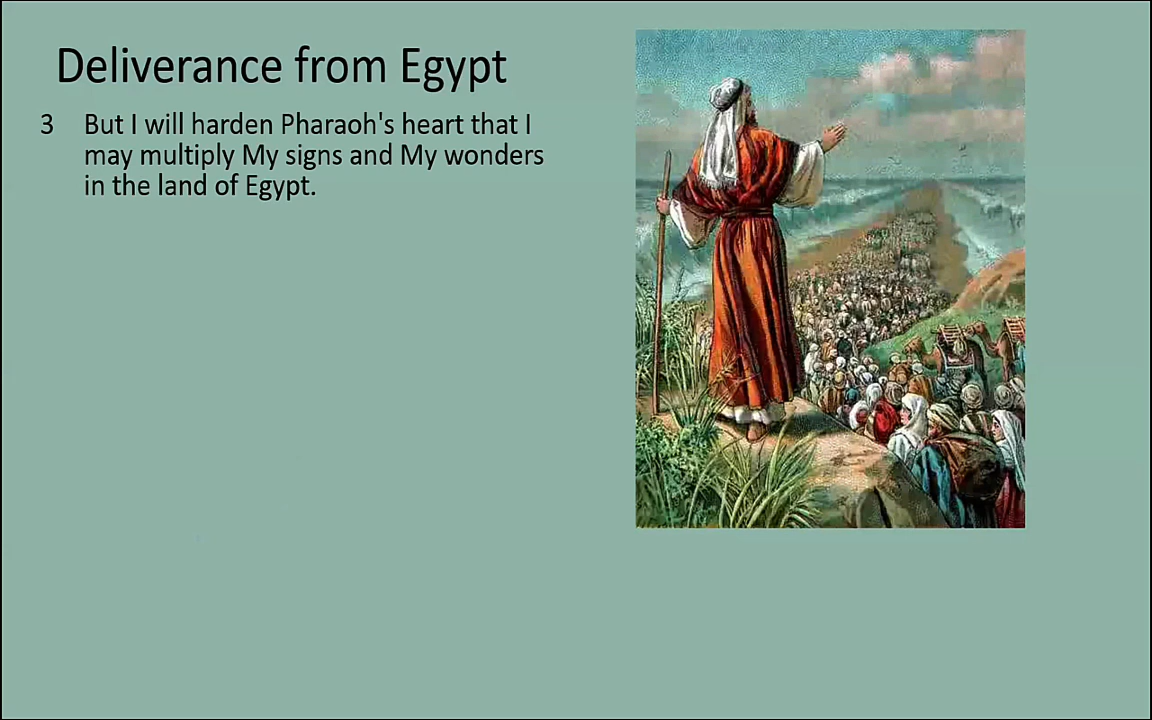 Deliverance from Egypt
3 But I will harden Pharaoh's heart that I
may multiply My signs and My wonders
in the land of Egypt.